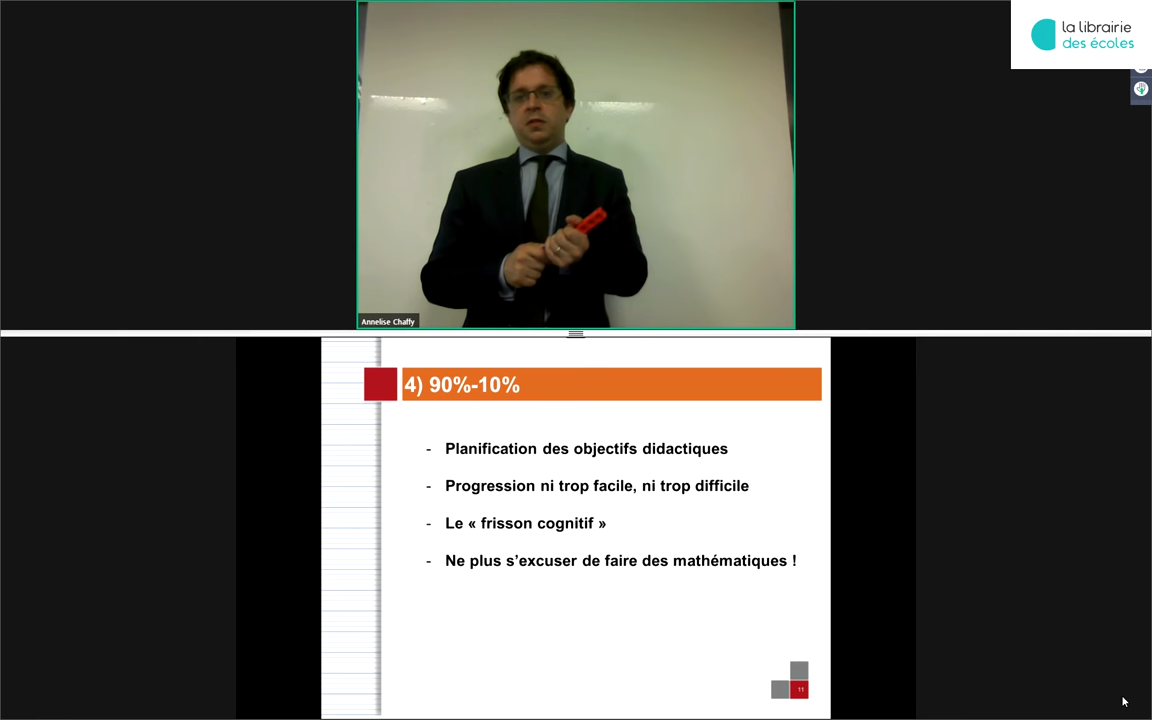 la librairie
des écoles
Annelise Chaffy
4) 90%-10%
- Planification des objectifs didactiques
- Progression ni trop facile, ni trop difficile
- Le « frisson cognitif »
- Ne plus s’excuser de faire des mathématiques !
11